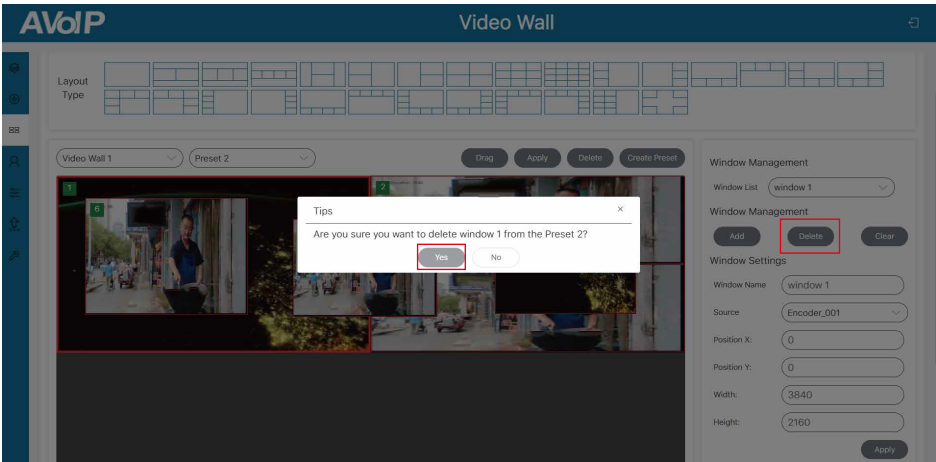 AVoIP
Video Wall
Layout
Type
Video Wall 1
Preset 2
Drag
Apply
Delete
Create Preset
1
2
6
Tips
×
Are you sure you want to delete window 1 from the Preset 2?
Yes
No
Window Management
Window List
window 1
Window Management
Add
Delete
Clear
Window Settings
Window Name
window 1
Source
Encoder_001
Position X:
0
Position Y:
0
Width:
3840
Height:
2160
Apply